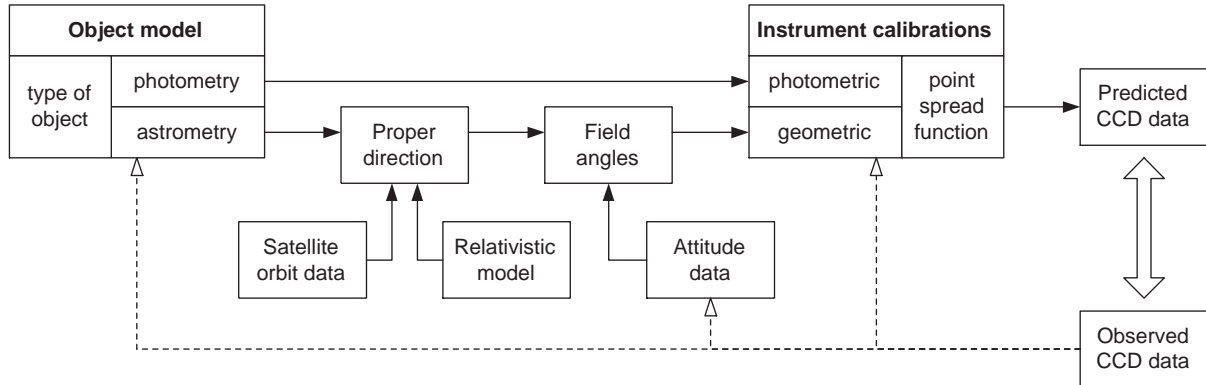 Object model
type of
object
photometry
astrometry
Proper
direction
Field
angles
Instrument calibrations
photometric
geometric
point
spread
function
Predicted
CCD data
Satellite
orbit data
Relativistic
model
Attitude
data
Observed
CCD data